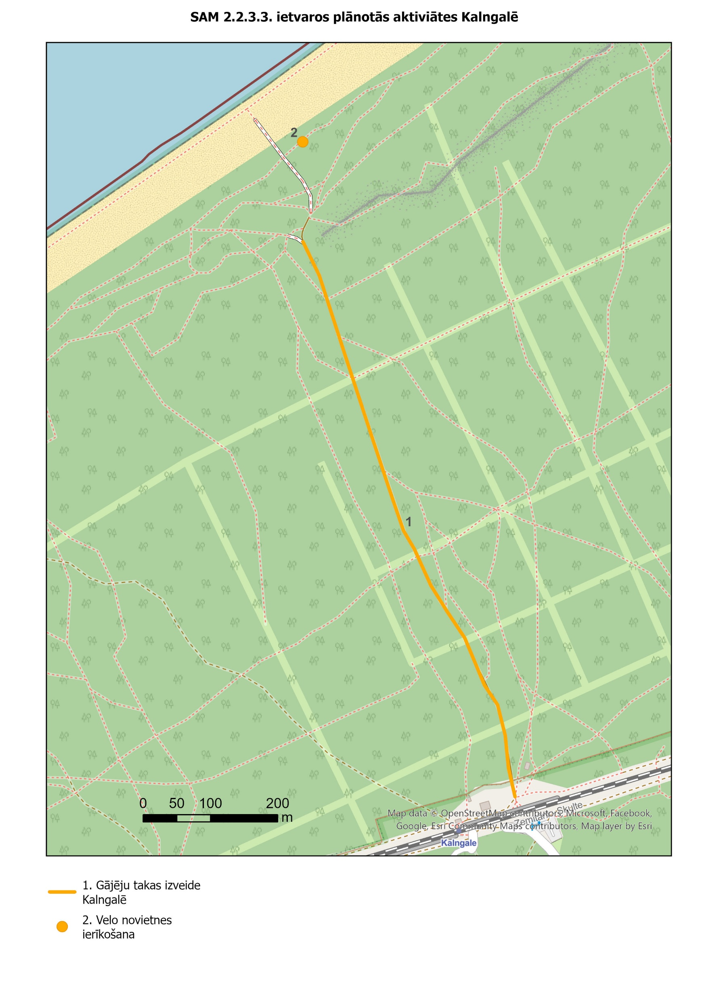 SAM 2.2.3.3. ietvaros plānotās aktiviātes Kalngalē
2
1
0 50 100 200
m
Skulte
Zemitāni
Map data © OpenStreetMap contributors, Microsoft, Facebook,
Google, Esri Community Maps contributors, Map layer by Esri
Kalngale
1. Gājēju takas izveide
Kalngalē
2. Velo novietnes
ierīkošana